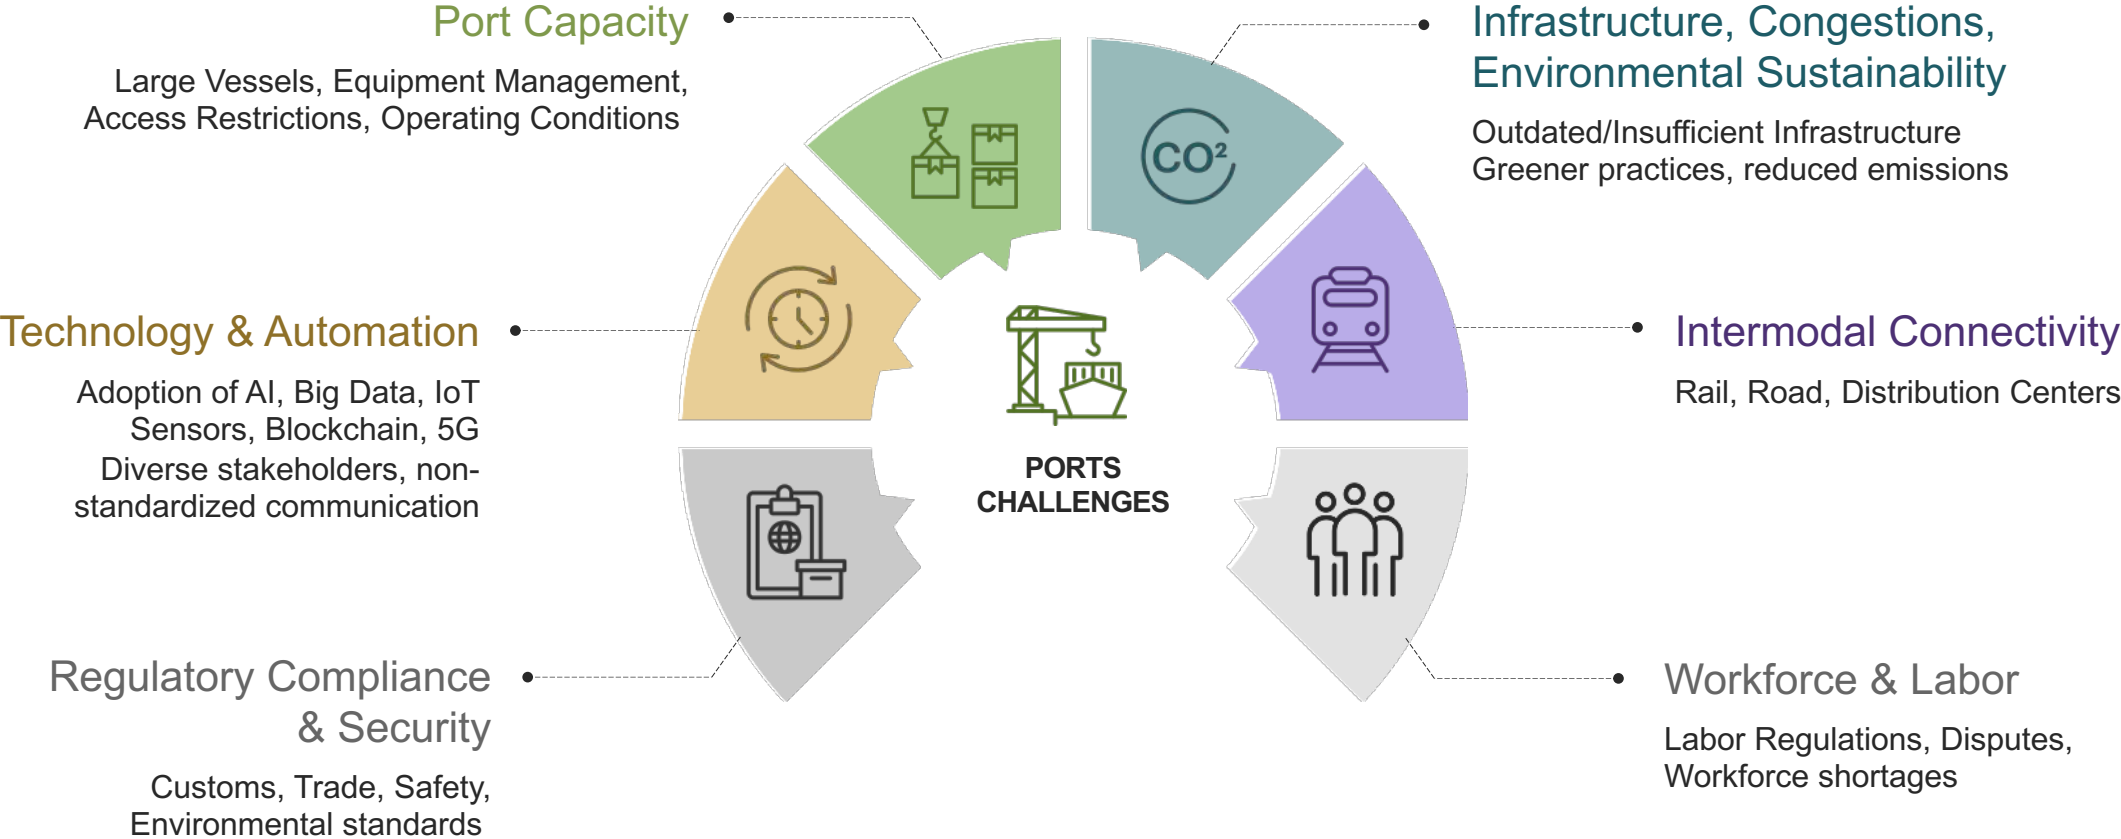 Port Capacity
Large Vessels, Equipment Management,
Access Restrictions, Operating Conditions
Infrastructure, Congestions,
Environmental Sustainability
Outdated/Insufficient Infrastructure
Greener practices, reduced emissions
CO²
Technology & Automation
Adoption of AI, Big Data, IoT
Sensors, Blockchain, 5G
Diverse stakeholders, non-
standardized communication
PORTS
CHALLENGES
Intermodal Connectivity
Rail, Road, Distribution Centers
Regulatory Compliance
& Security
Customs, Trade, Safety,
Environmental standards
Workforce & Labor
Labor Regulations, Disputes,
Workforce shortages